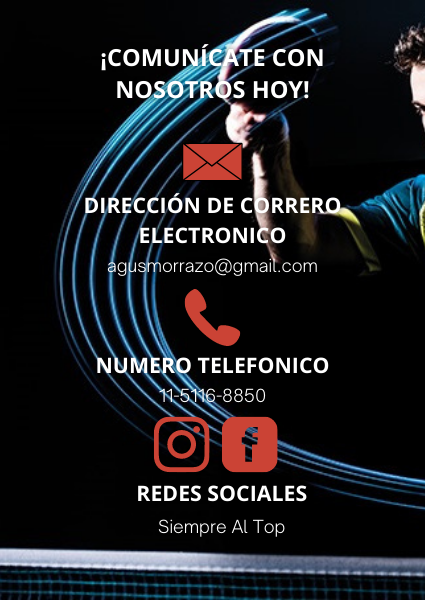 ¡COMUNÍCATE CON
NOSOTROS HOY!
DIRECCIÓN DE CORRERO
ELECTRONICO
agusmorrazo@gmail.com
NUMERO TELEFONICO
11-5116-8850
REDES SOCIALES
Siempre Al Top